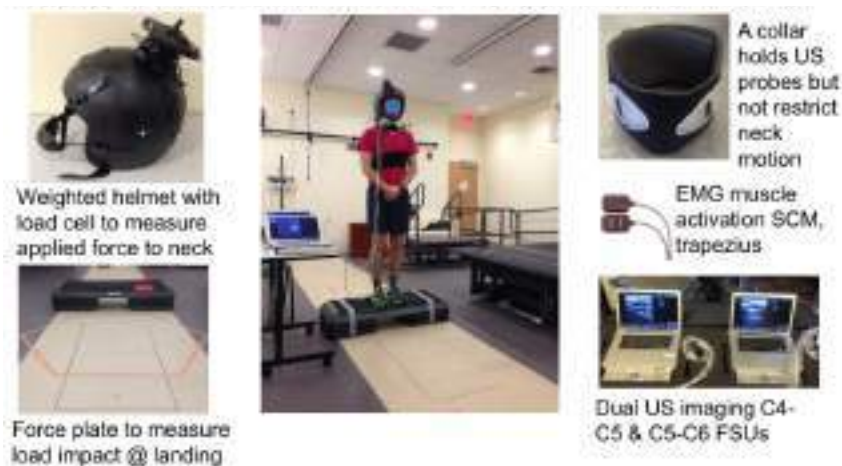 Weighted helmet with
load cell to measure
applied force to neck
Force plate to measure
load impact @ landing
A collar
holds US
probes but
not restrict
neck
motion
EMG muscle
activation SCM,
trapezius
Dual US imaging C4-
C5 & C5-C6 FSUs